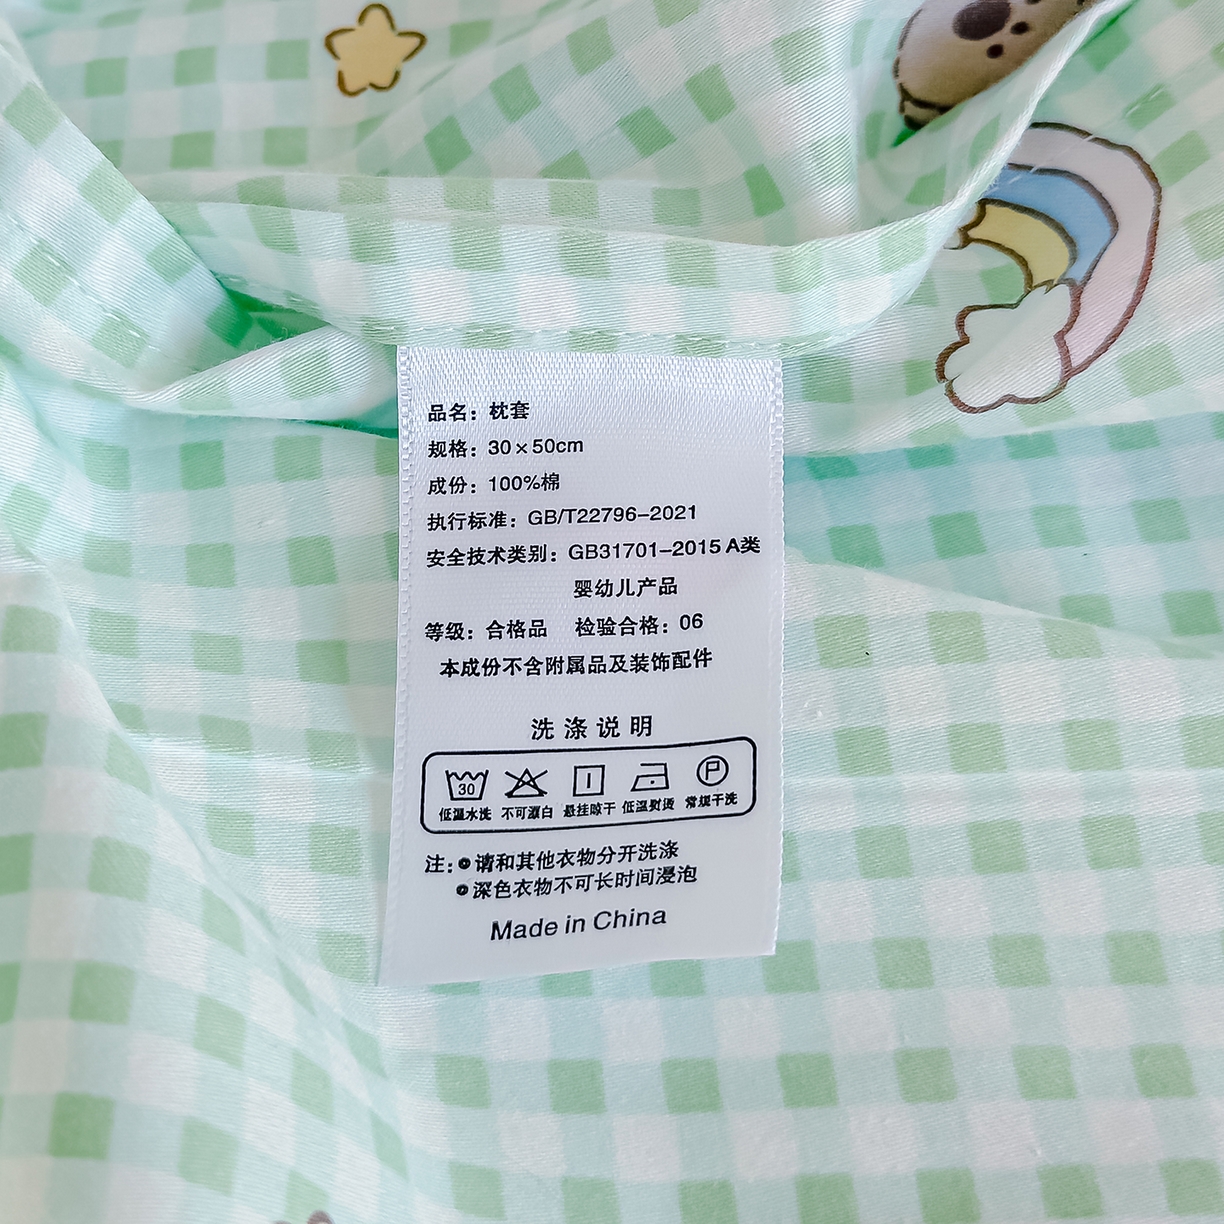 品名：枕套
规格：30×50cm
成份：100%棉
执行标准：GB/T22796-2021
安全技术类别：GB31701-2015 A类
婴幼儿产品
等级：合格品 检验合格：06
本成份不含附属品及装饰配件
洗涤说明
30 P
低温水洗 不可漂白 悬挂晾干 低温熨烫 常规干洗
注：●请和其他衣物分开洗涤
●深色衣物不可长时间浸泡
Made in China